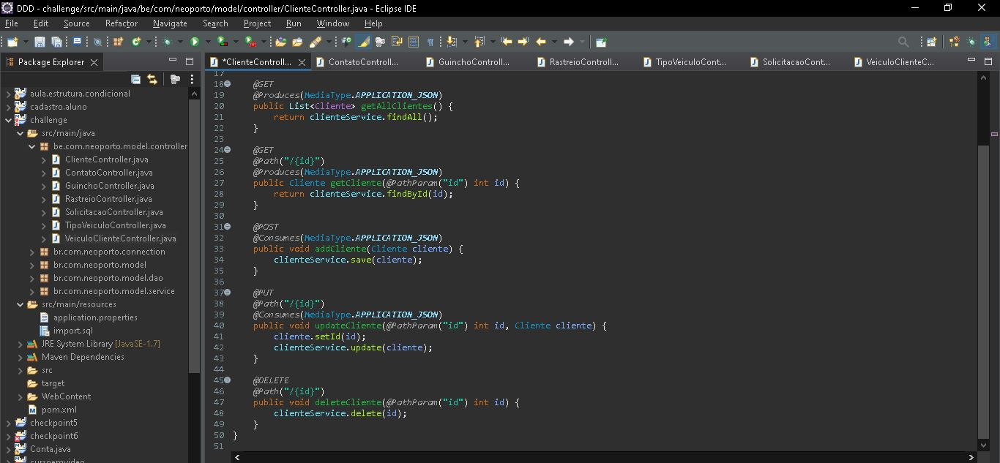 DDD - challenge/src/main/java/be/com/neoporto/model/controller/ClienteController.java - Eclipse IDE
File Edit Source Refactor Navigate Search Project Run Window Help
Package Explorer
*ClienteControll... ContatoControll... GuinchoControll... RastreioControll... TipoVeiculoCont... SolicitacaoCont... VeiculoClienteC...
aula.estrutura.condicional
cadastro.aluno
challenge
src/main/java
be.com.neoporto.model.controller
ClienteController.java
ContatoController.java
GuinchoController.java
RastreioController.java
SolicitacaoController.java
TipoVeiculoController.java
VeiculoClienteController.java
br.com.neoporto.connection
br.com.neoporto.model
br.com.neoporto.model.dao
br.com.neoporto.model.service
src/main/resources
application.properties
import.sql
JRE System Library [JavaSE-1.7]
Maven Dependencies
src
target
WebContent
pom.xml
checkpoint5
checkpoint6
Conta.java
cursoemvideo
17
18 @GET
19 @Produces(MediaType.APPLICATION_JSON)
20 public List<Cliente> getAllClientes() {
21 return clienteService.findAll();
22 }
23
24 @GET
25 @Path("/{id}")
26 @Produces(MediaType.APPLICATION_JSON)
27 public Cliente getCliente(@PathParam("id") int id) {
28 return clienteService.findById(id);
29 }
30
31 @POST
32 @Consumes(MediaType.APPLICATION_JSON)
33 public void addCliente(Cliente cliente) {
34 clienteService.save(cliente);
35 }
36
37 @PUT
38 @Path("/{id}")
39 @Consumes(MediaType.APPLICATION_JSON)
40 public void updateCliente(@PathParam("id") int id, Cliente cliente) {
41 cliente.setId(id);
42 clienteService.update(cliente);
43 }
44
45 @DELETE
46 @Path("/{id}")
47 public void deleteCliente(@PathParam("id") int id) {
48 clienteService.delete(id);
49 }
50 }
51